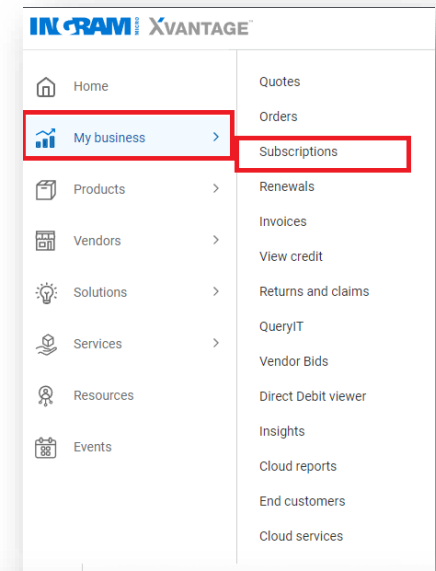 INGRAM MICRO XVANTAGE
Home
My business
Products
Vendors
Solutions
Services
Resources
Events
Quotes
Orders
Subscriptions
Renewals
Invoices
View credit
Returns and claims
QueryIT
Vendor Bids
Direct Debit viewer
Insights
Cloud reports
End customers
Cloud services